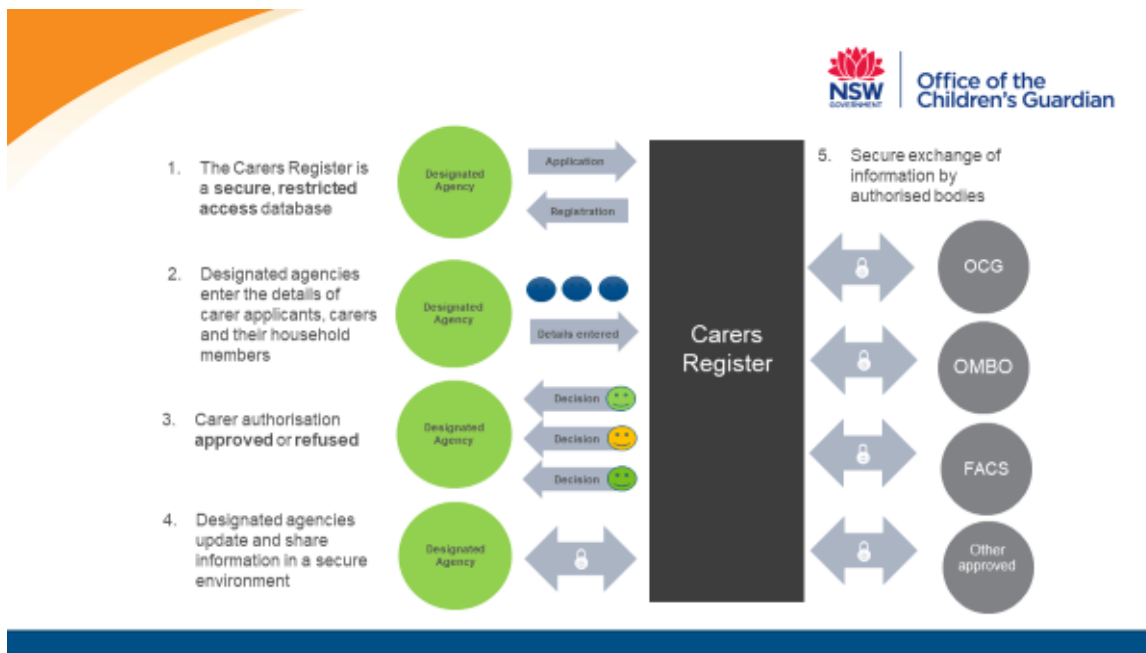 NSW
GOVERNMENT
Office of the
Children's Guardian
1. The Carers Register is
a secure, restricted
access database
Designated
Agency
Application
Registration
2. Designated agencies
enter the details of
carer applicants, carers
and their household
members
Designated
Agency
Details entered
3. Carer authorisation
approved or refused
Designated
Agency
Decision
Decision
Decision
4. Designated agencies
update and share
information in a secure
environment
Designated
Agency
Carers
Register
5. Secure exchange of
information by
authorised bodies
OCG
OMBO
FACS
Other
approved